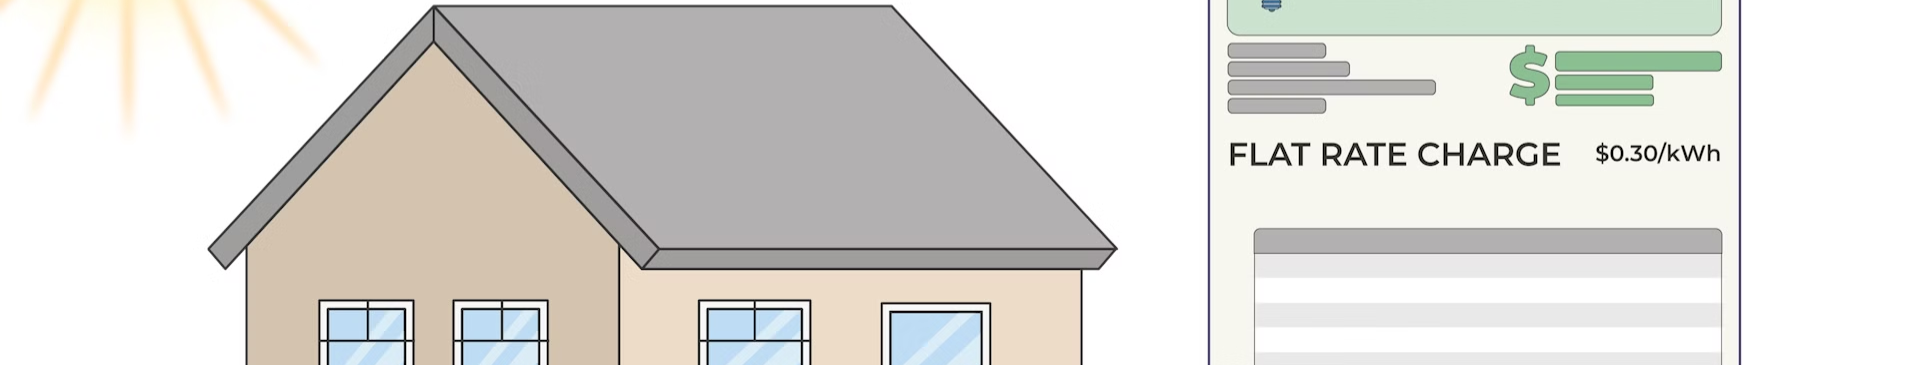 $
FLAT RATE CHARGE $0.30/kWh